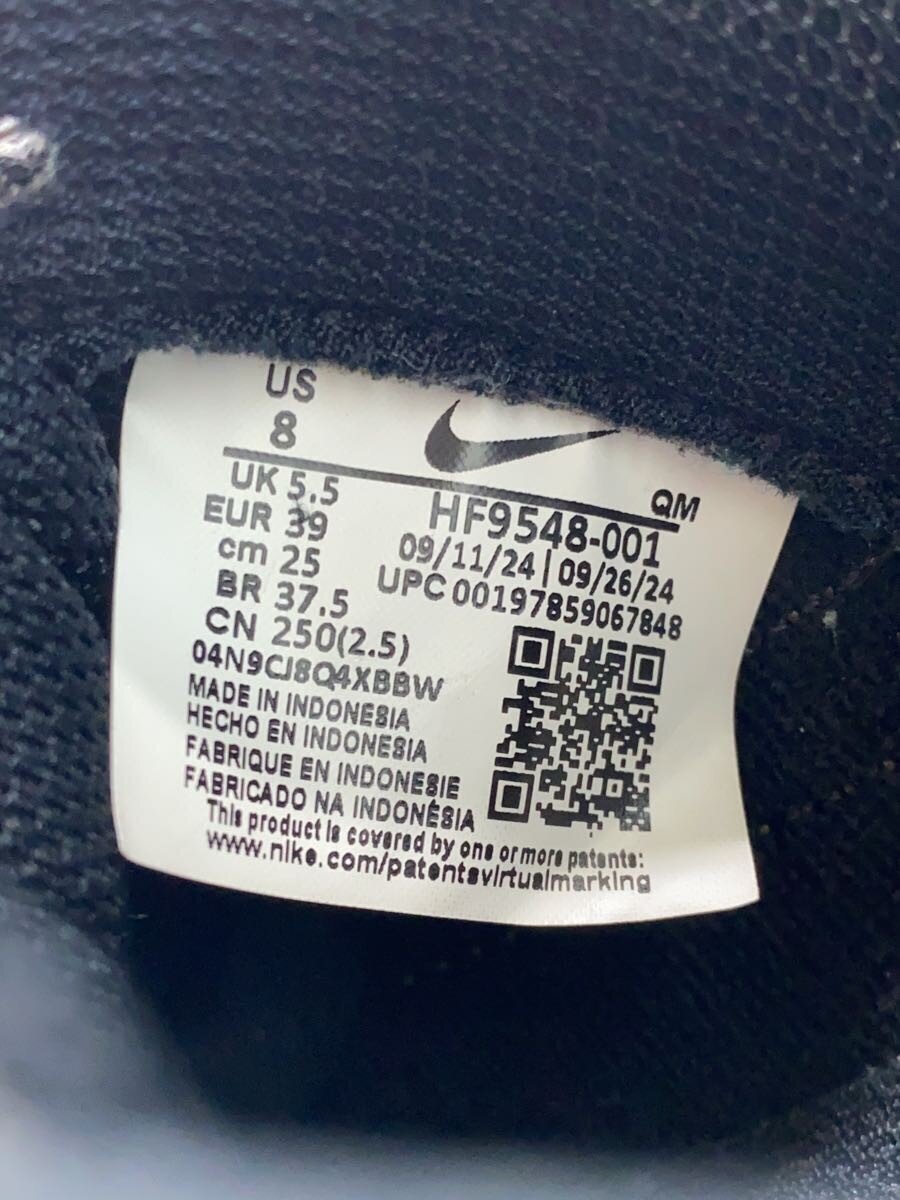 US
8
QM
UK 5.5
EUR 39
cm 25
BR 37.5
CN 250(2.5)
HF9548-001
09/11/24 | 09/26/24
UPC 00197859067848
04N9CJ8Q4XBBW
MADE IN INDONESIA
HECHO EN INDONESIA
FABRIQUE EN INDONESIE
FABRICADO NA INDONÉSIA
This product is covered by one or more patents:
www.nike.com/patentsvirtualmarking